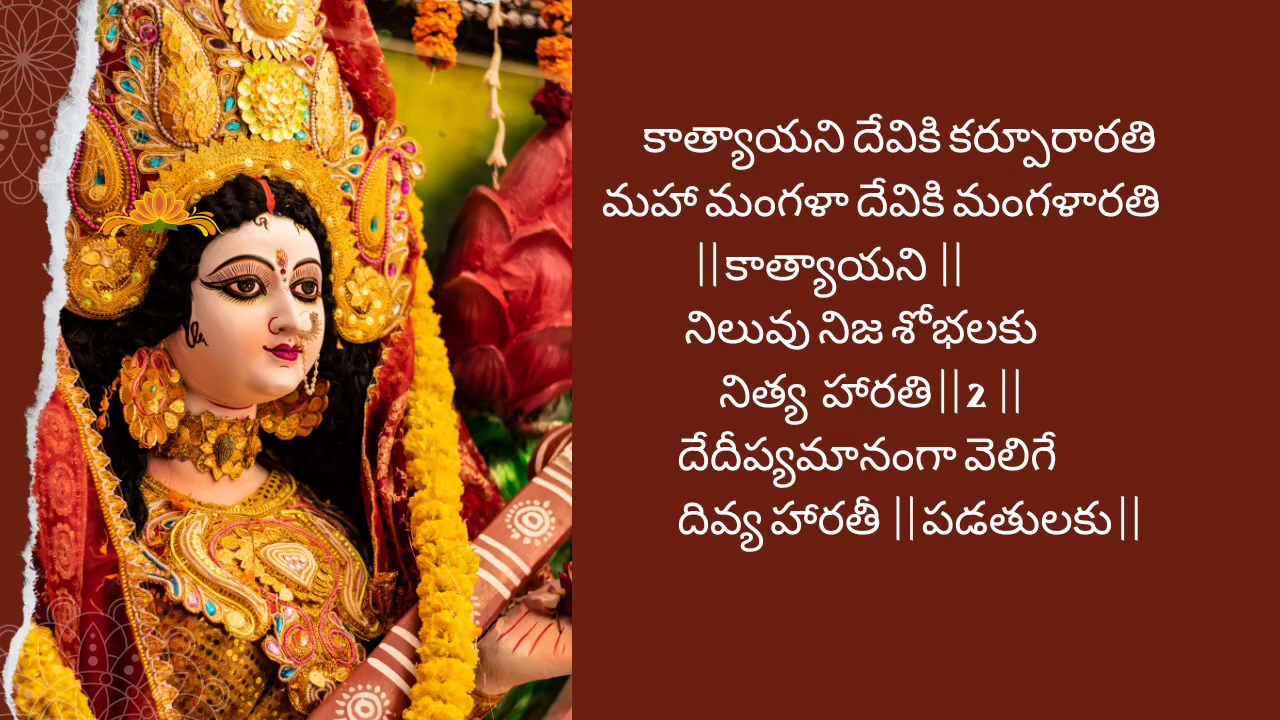 కాత్యాయని దేవికి కర్పూరారతి
మహా మంగళా దేవికి మంగళారతి
||కాత్యాయని ||
నిలువు నిజ శోభలకు
నిత్య హారతి||2 ||
దేదీప్యమానంగా వెలిగే
దివ్య హారతీ ||పడతులకు||